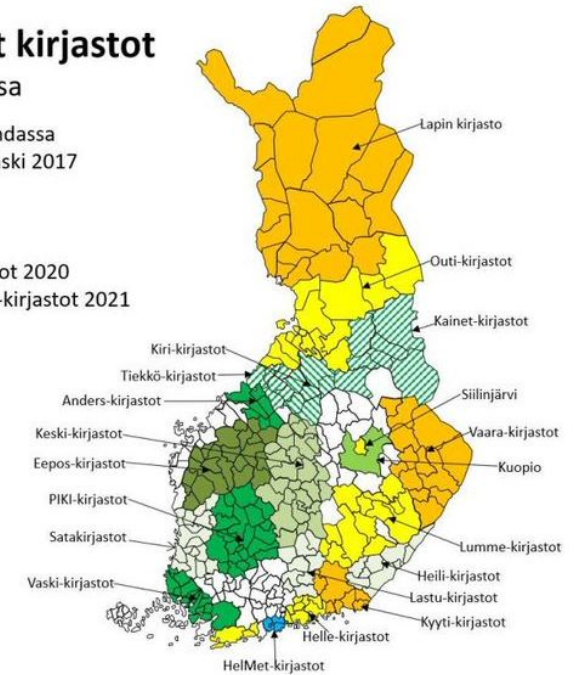 t kirjastot
sa
ndassa
ski 2017
ot 2020
-kirjastot 2021
Lapin kirjasto
Outi-kirjastot
Kainet-kirjastot
Kiri-kirjastot
Tiekkö-kirjastot
Anders-kirjastot
Siilinjärvi
Keski-kirjastot
Vaara-kirjastot
Eepos-kirjastot
Kuopio
PIKI-kirjastot
Satakirjastot
Lumme-kirjastot
Heili-kirjastot
Vaski-kirjastot
Lastu-kirjastot
Kyyti-kirjastot
Helle-kirjastot
HelMet-kirjastot